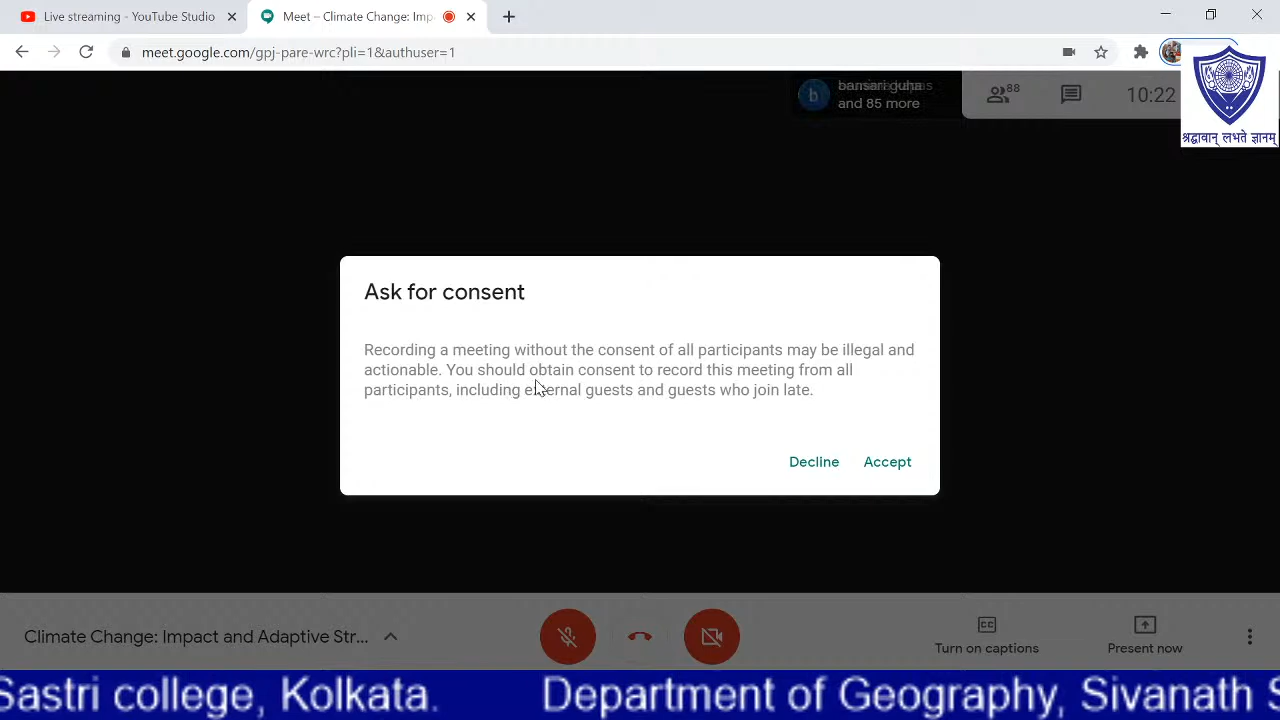 Live streaming - YouTube Studio
Meet – Climate Change: Imp
meet.google.com/gpj-pare-wrc?pli=1&authuser=1
b
bansari guha
and 85 more
88
10:22
श्रद्धावान् लभते ज्ञानम्
Ask for consent
Recording a meeting without the consent of all participants may be illegal and
actionable. You should obtain consent to record this meeting from all
participants, including external guests and guests who join late.
Decline
Accept
Climate Change: Impact and Adaptive Str...
CC
Turn on captions
Present now
Sastri college, Kolkata.
Department of Geography, Sivanath S